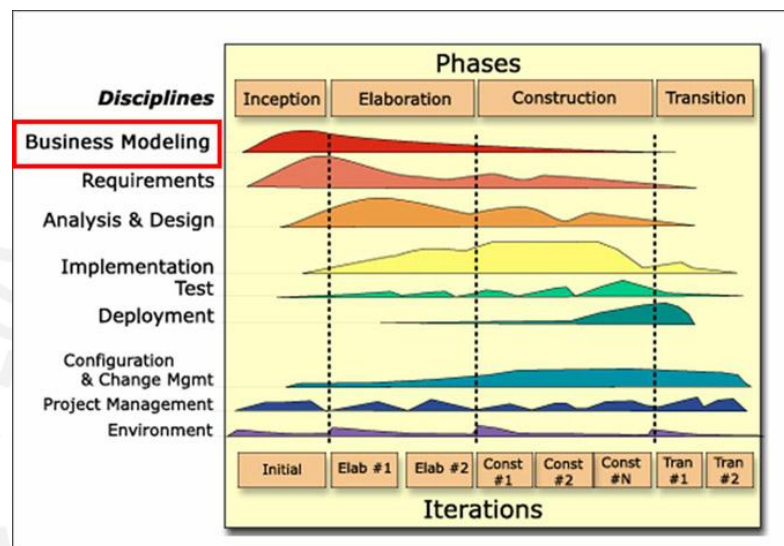 Phases
Disciplines Inception Elaboration Construction Transition
Business Modeling
Requirements
Analysis & Design
Implementation
Test
Deployment
Configuration
& Change Mgmt
Project Management
Environment
Initial Elab #1 Elab #2 Const #1 Const #2 Const #N Tran #1 Tran #2
Iterations